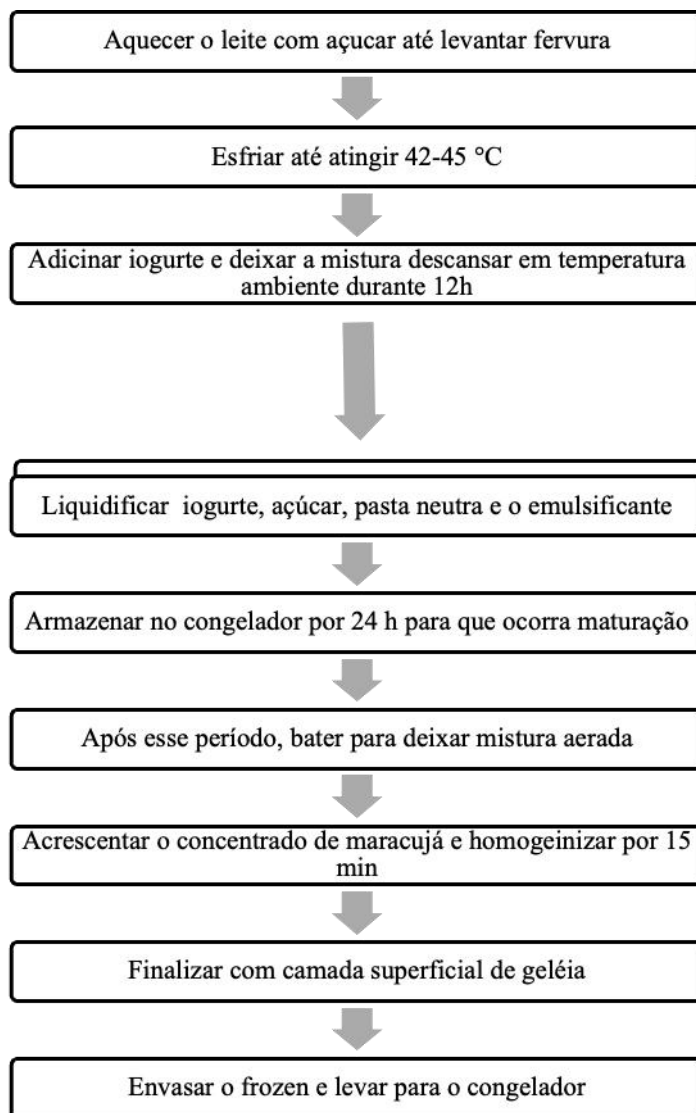 Aquecer o leite com açucar até levantar fervura
Esfriar até atingir 42-45 °C
Adicinar iogurte e deixar a mistura descansar em temperatura
ambiente durante 12h
Liquidificar iogurte, açúcar, pasta neutra e o emulsificante
Armazenar no congelador por 24 h para que ocorra maturação
Após esse período, bater para deixar mistura aerada
Acrescentar o concentrado de maracujá e homogeinizar por 15
min
Finalizar com camada superficial de geléia
Envasar o frozen e levar para o congelador